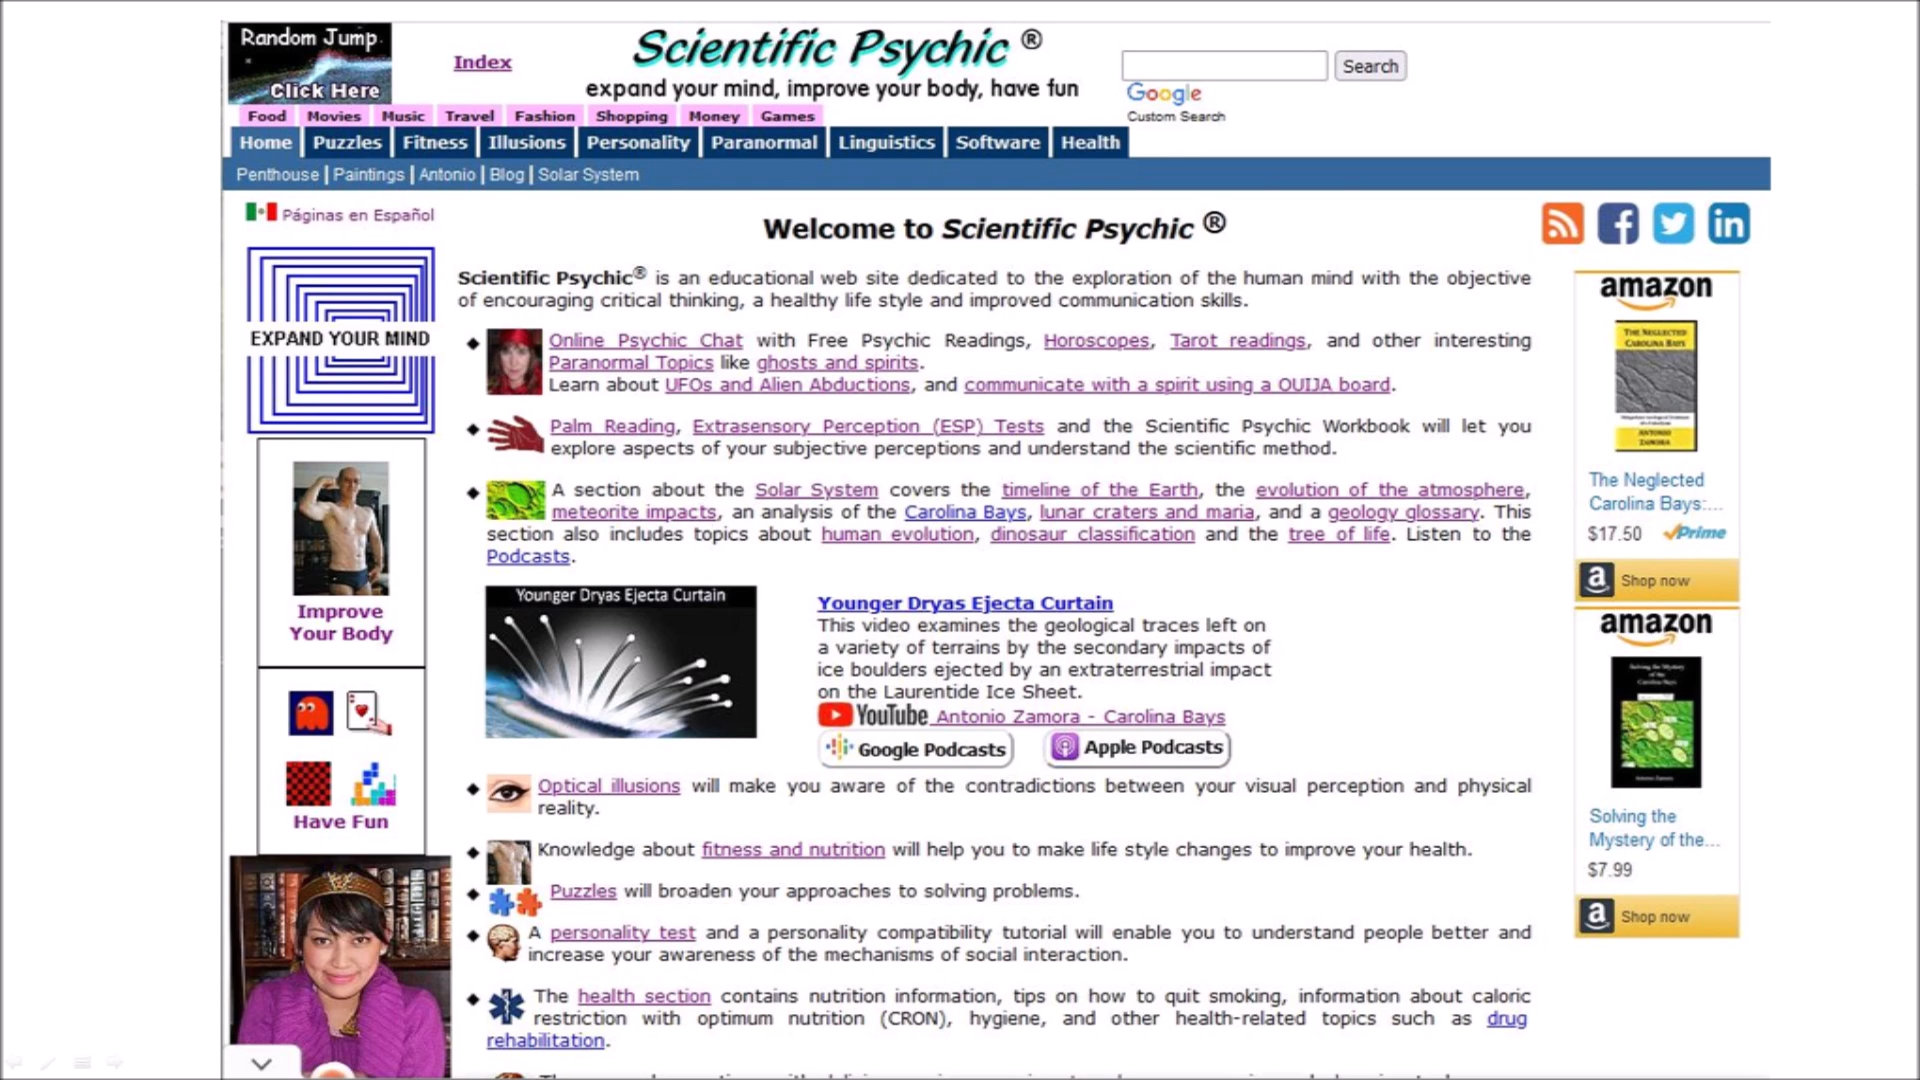 Random Jump
Click Here
Index
Scientific Psychic ®
expand your mind, improve your body, have fun
Search
Google
Custom Search
Food Movies Music Travel Fashion Shopping Money Games
Home Puzzles Fitness Illusions Personality Paranormal Linguistics Software Health
Penthouse | Paintings | Antonio | Blog | Solar System
Páginas en Español
EXPAND YOUR MIND
Improve
Your Body
Have Fun
Welcome to Scientific Psychic ®
Scientific Psychic® is an educational web site dedicated to the exploration of the human mind with the objective
of encouraging critical thinking, a healthy life style and improved communication skills.
Online Psychic Chat with Free Psychic Readings, Horoscopes, Tarot readings, and other interesting
Paranormal Topics like ghosts and spirits.
Learn about UFOs and Alien Abductions, and communicate with a spirit using a OUIJA board.
Palm Reading, Extrasensory Perception (ESP) Tests and the Scientific Psychic Workbook will let you
explore aspects of your subjective perceptions and understand the scientific method.
A section about the Solar System covers the timeline of the Earth, the evolution of the atmosphere,
meteorite impacts, an analysis of the Carolina Bays, lunar craters and maria, and a geology glossary. This
section also includes topics about human evolution, dinosaur classification and the tree of life. Listen to the
Podcasts.
Younger Dryas Ejecta Curtain
Younger Dryas Ejecta Curtain
This video examines the geological traces left on
a variety of terrains by the secondary impacts of
ice boulders ejected by an extraterrestrial impact
on the Laurentide Ice Sheet.
YouTube Antonio Zamora - Carolina Bays
Google Podcasts Apple Podcasts
Optical illusions will make you aware of the contradictions between your visual perception and physical
reality.
Knowledge about fitness and nutrition will help you to make life style changes to improve your health.
Puzzles will broaden your approaches to solving problems.
A personality test and a personality compatibility tutorial will enable you to understand people better and
increase your awareness of the mechanisms of social interaction.
The health section contains nutrition information, tips on how to quit smoking, information about caloric
restriction with optimum nutrition (CRON), hygiene, and other health-related topics such as drug
rehabilitation.
amazon
THE NEGLECTED
CAROLINA BAYS
ANTONIO
ZAMORA
The Neglected
Carolina Bays:...
$17.50 Prime
Shop now
amazon
Solving the Mystery
of the
Carolina Bays
Antonio Zamora
Solving the
Mystery of the...
$7.99
Shop now